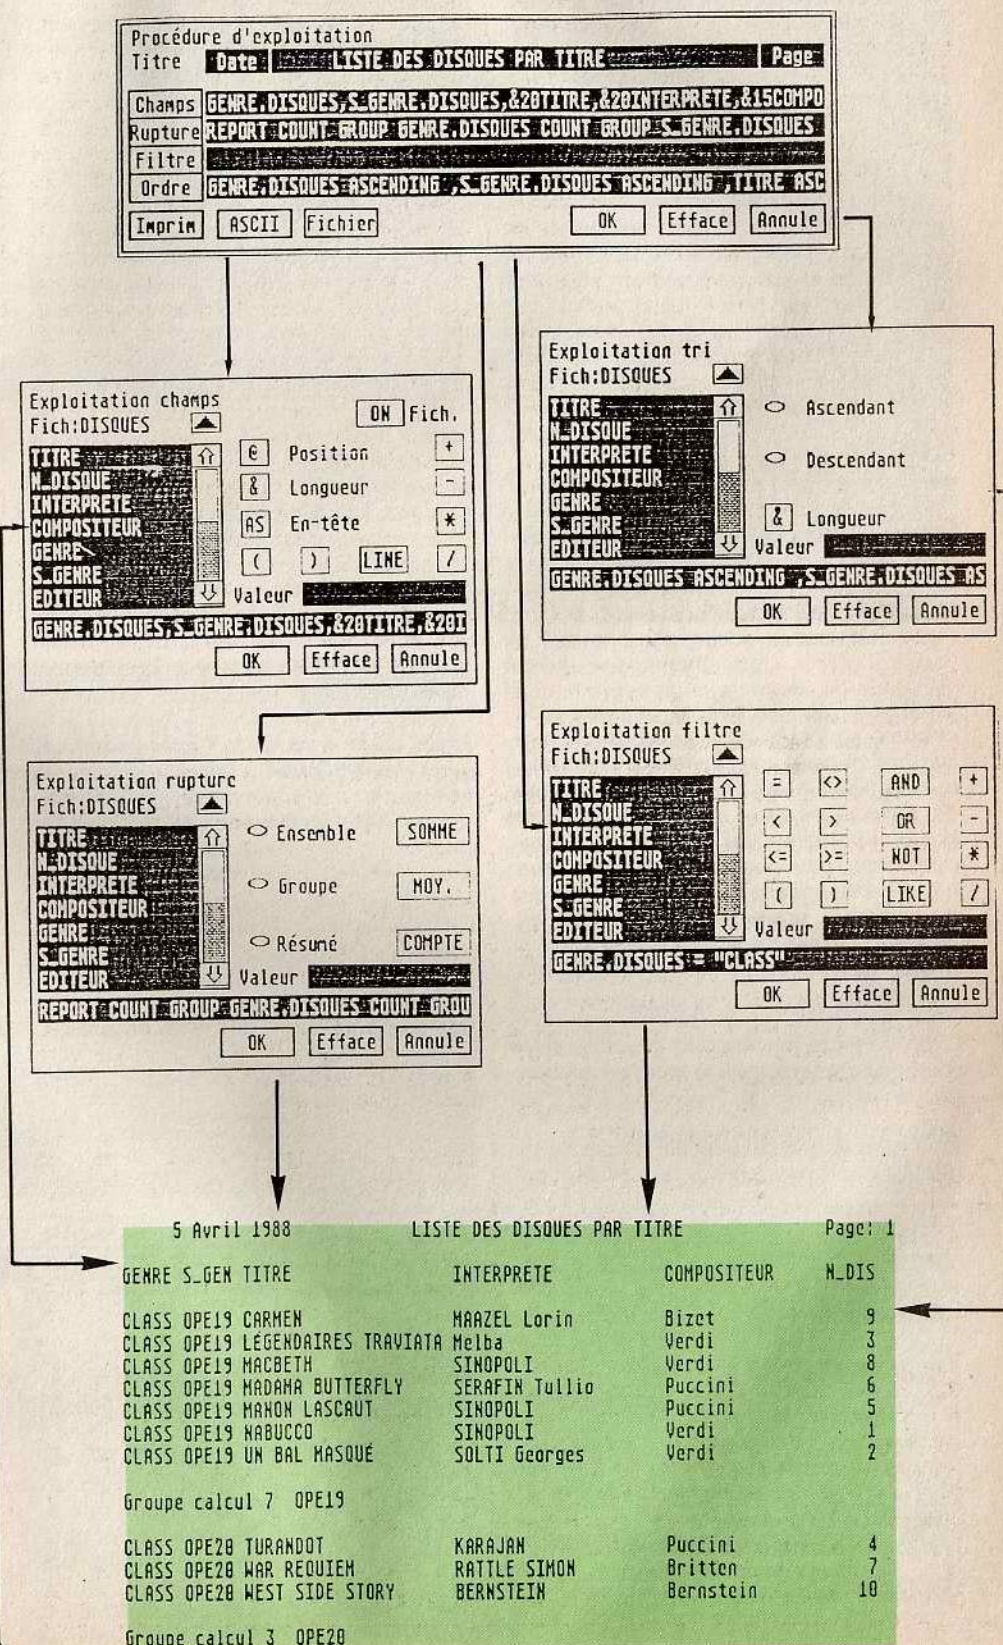 Procédure d'exploitation
Titre Date LISTE DES DISQUES PAR TITRE Page
Champs GENRE.DISQUES,S_GENRE.DISQUES,&20TITRE,&20INTERPRETE,&15COMPO
Rupture REPORT COUNT GROUP GENRE.DISQUES COUNT GROUP S_GENRE.DISQUES
Filtre
Ordre GENRE.DISQUES ASCENDING ,S_GENRE.DISQUES ASCENDING ,TITRE ASC
Imprim ASCII Fichier OK Efface Annule
Exploitation champs
Fich:DISQUES ON Fich.
TITRE
N_DISQUE
INTERPRETE
COMPOSITEUR
GENRE
S_GENRE
EDITEUR
@ Position +
& Longueur -
AS En-tête *
( ) LINE /
Valeur
GENRE.DISQUES,S_GENRE.DISQUES,&20TITRE,&20I
OK Efface Annule
Exploitation tri
Fich:DISQUES
TITRE
N_DISQUE
INTERPRETE
COMPOSITEUR
GENRE
S_GENRE
EDITEUR
Ascendant
Descendant
& Longueur
Valeur
GENRE.DISQUES ASCENDING ,S_GENRE.DISQUES AS
OK Efface Annule
Exploitation rupture
Fich:DISQUES
TITRE
N_DISQUE
INTERPRETE
COMPOSITEUR
GENRE
S_GENRE
EDITEUR
Ensemble SOMME
Groupe MOY.
Résumé COMPTE
Valeur
REPORT COUNT GROUP GENRE.DISQUES COUNT GROU
OK Efface Annule
Exploitation filtre
Fich:DISQUES
TITRE
N_DISQUE
INTERPRETE
COMPOSITEUR
GENRE
S_GENRE
EDITEUR
= <> AND +
< > OR -
<= >= NOT *
( ) LIKE /
Valeur
GENRE.DISQUES = "CLASS"
OK Efface Annule
5 Avril 1988 LISTE DES DISQUES PAR TITRE Page: 1
GENRE S_GEN TITRE INTERPRETE COMPOSITEUR N_DIS
CLASS OPE19 CARMEN MAAZEL Lorin Bizet 9
CLASS OPE19 LÉGENDAIRES TRAVIATA Melba Verdi 3
CLASS OPE19 MACBETH SINOPOLI Verdi 8
CLASS OPE19 MADAMA BUTTERFLY SERAFIN Tullio Puccini 6
CLASS OPE19 MANON LASCAUT SINOPOLI Puccini 5
CLASS OPE19 NABUCCO SINOPOLI Verdi 1
CLASS OPE19 UN BAL MASQUÉ SOLTI Georges Verdi 2
Groupe calcul 7 OPE19
CLASS OPE20 TURANDOT KARAJAN Puccini 4
CLASS OPE20 WAR REQUIEM RATTLE SIMON Britten 7
CLASS OPE20 WEST SIDE STORY BERNSTEIN Bernstein 10
Groupe calcul 3 OPE20